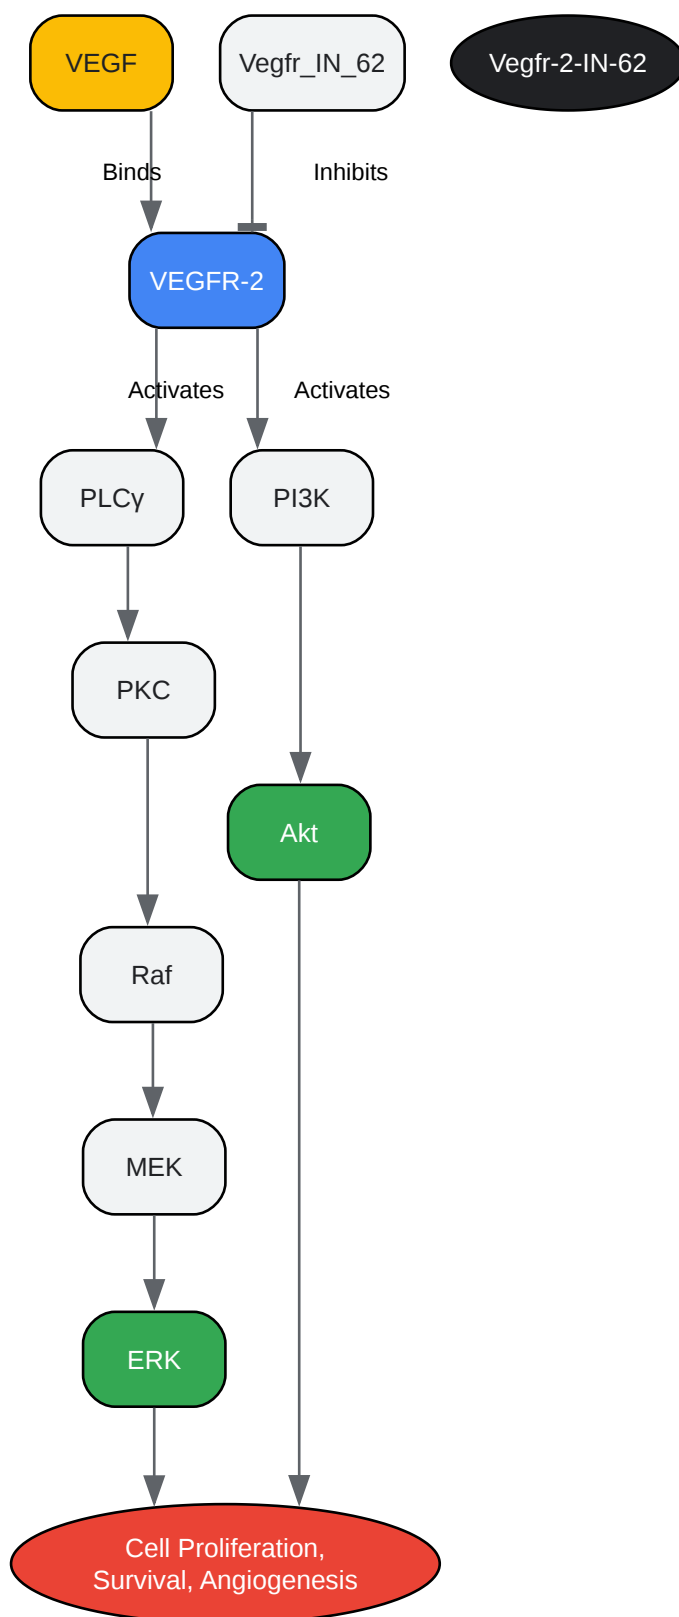 VEGF
Vegfr_IN_62
Vegfr-2-IN-62
Binds
Inhibits
VEGFR-2
Activates
Activates
PLCγ
PI3K
PKC
Akt
Raf
MEK
ERK
Cell Proliferation,
Survival, Angiogenesis